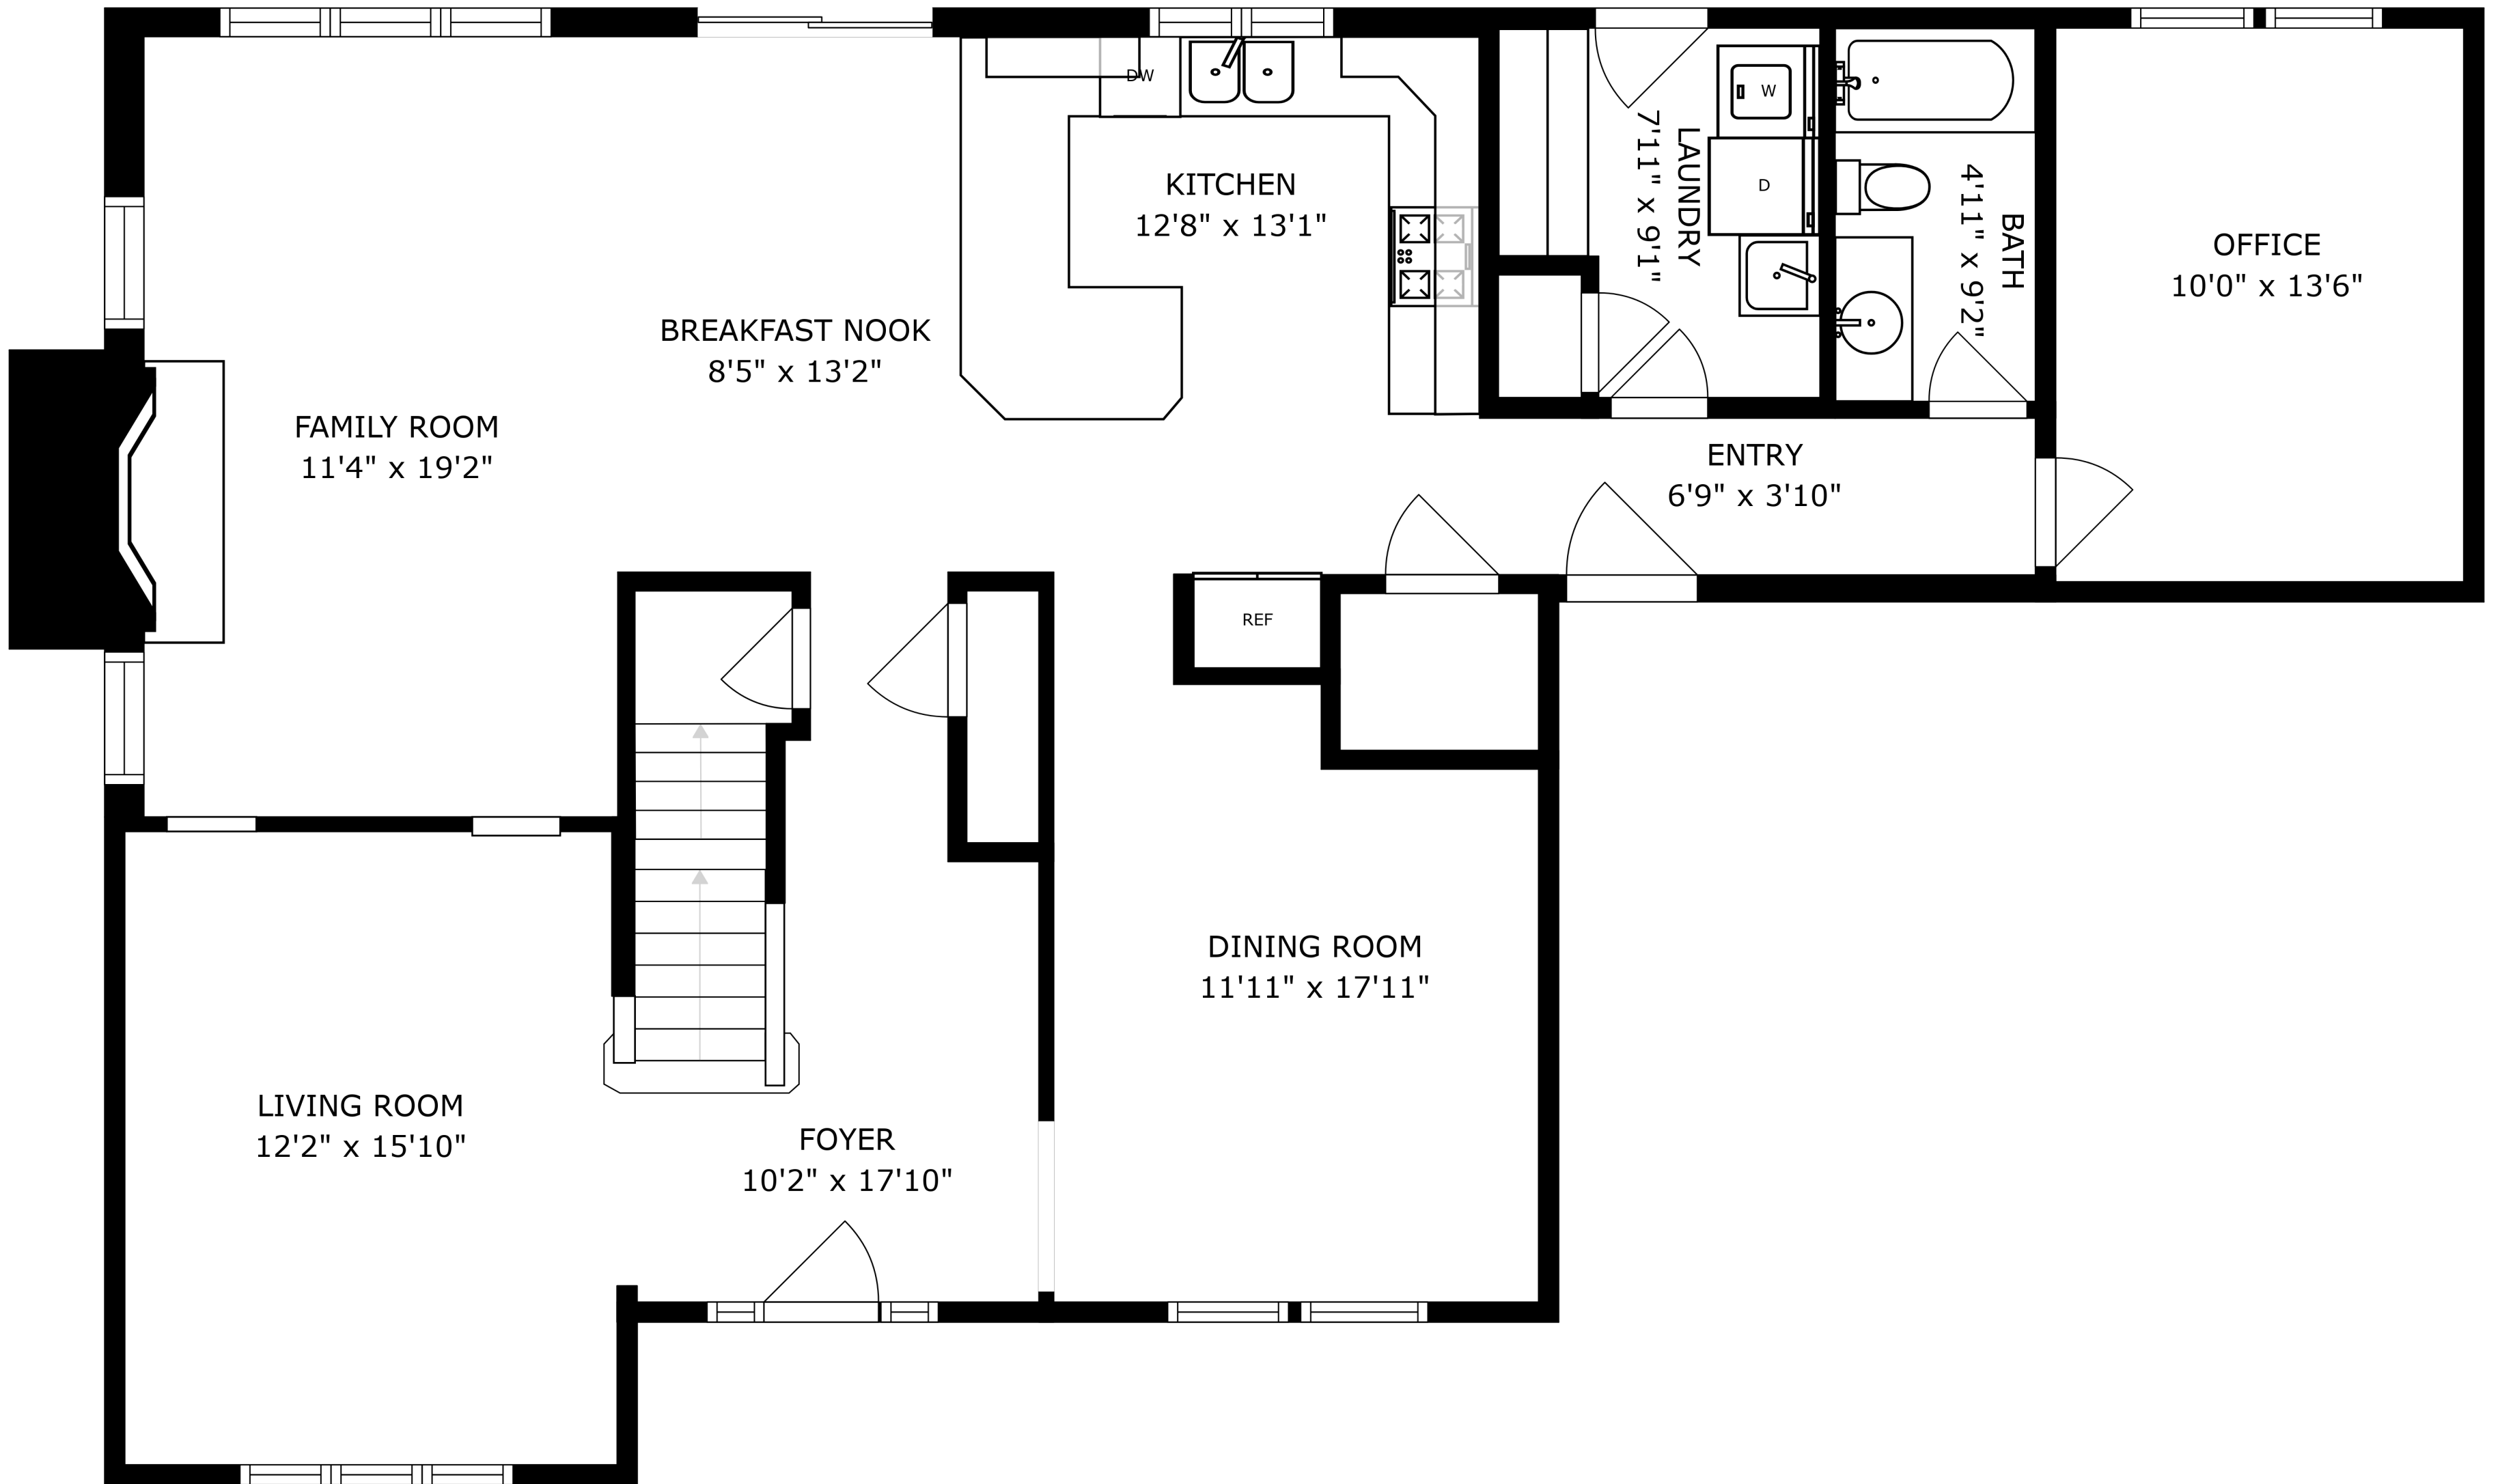 DW
W
D
KITCHEN
12'8" x 13'1"
LAUNDRY
7'11" x 9'1"
BATH
4'11" x 9'2"
OFFICE
10'0" x 13'6"
BREAKFAST NOOK
8'5" x 13'2"
FAMILY ROOM
11'4" x 19'2"
ENTRY
6'9" x 3'10"
REF
DINING ROOM
11'11" x 17'11"
LIVING ROOM
12'2" x 15'10"
FOYER
10'2" x 17'10"